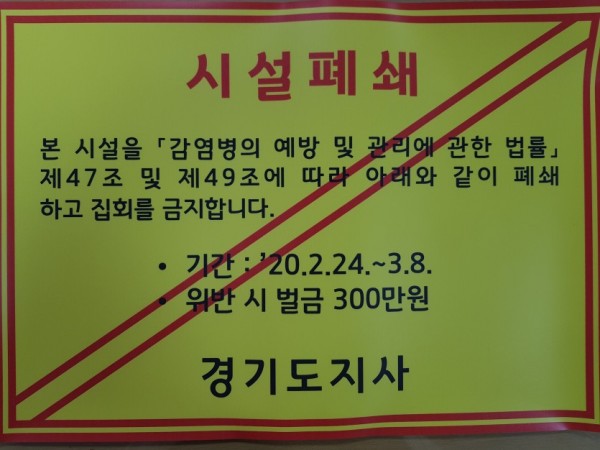 시설폐쇄
본 시설을 「감염병의 예방 및 관리에 관한 법률」
제47조 및 제49조에 따라 아래와 같이 폐쇄
하고 집회를 금지합니다.
• 기간 : '20.2.24.~3.8.
• 위반 시 벌금 300만원
경기도지사